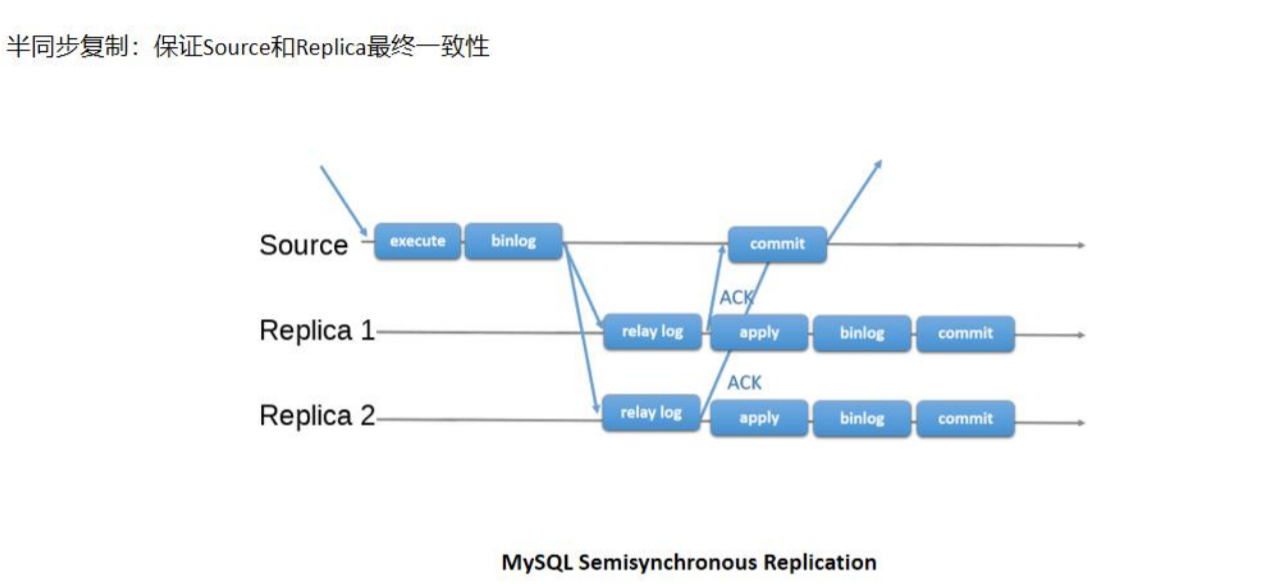 半同步复制：保证Source和Replica最终一致性
Source
execute
binlog
commit
ACK
Replica 1
relay log
apply
binlog
commit
ACK
Replica 2
relay log
apply
binlog
commit
MySQL Semisynchronous Replication